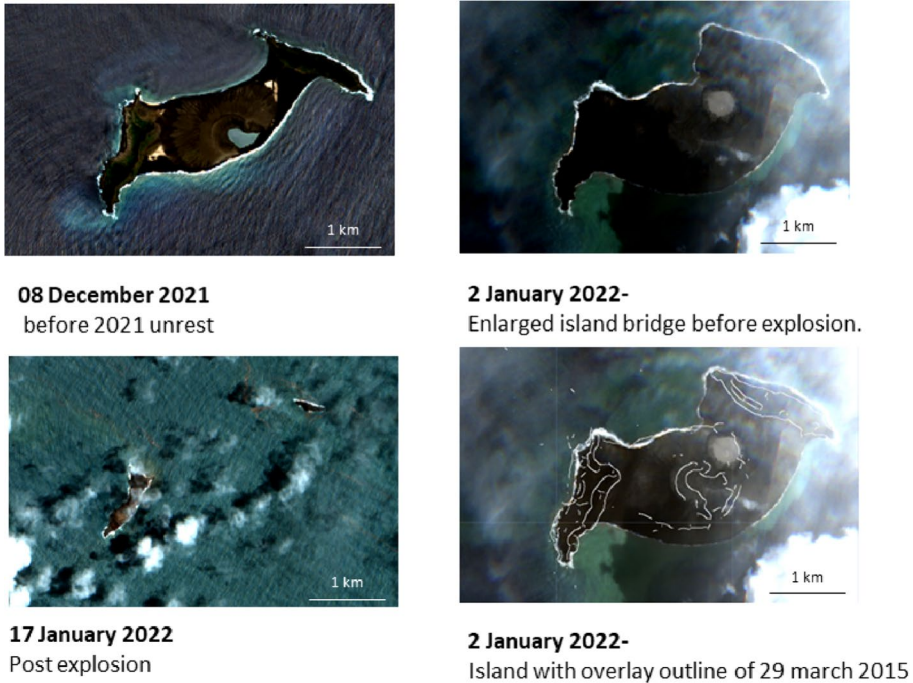 1 km
1 km
08 December 2021
before 2021 unrest
2 January 2022-
Enlarged island bridge before explosion.
1 km
1 km
17 January 2022
Post explosion
2 January 2022-
Island with overlay outline of 29 march 2015